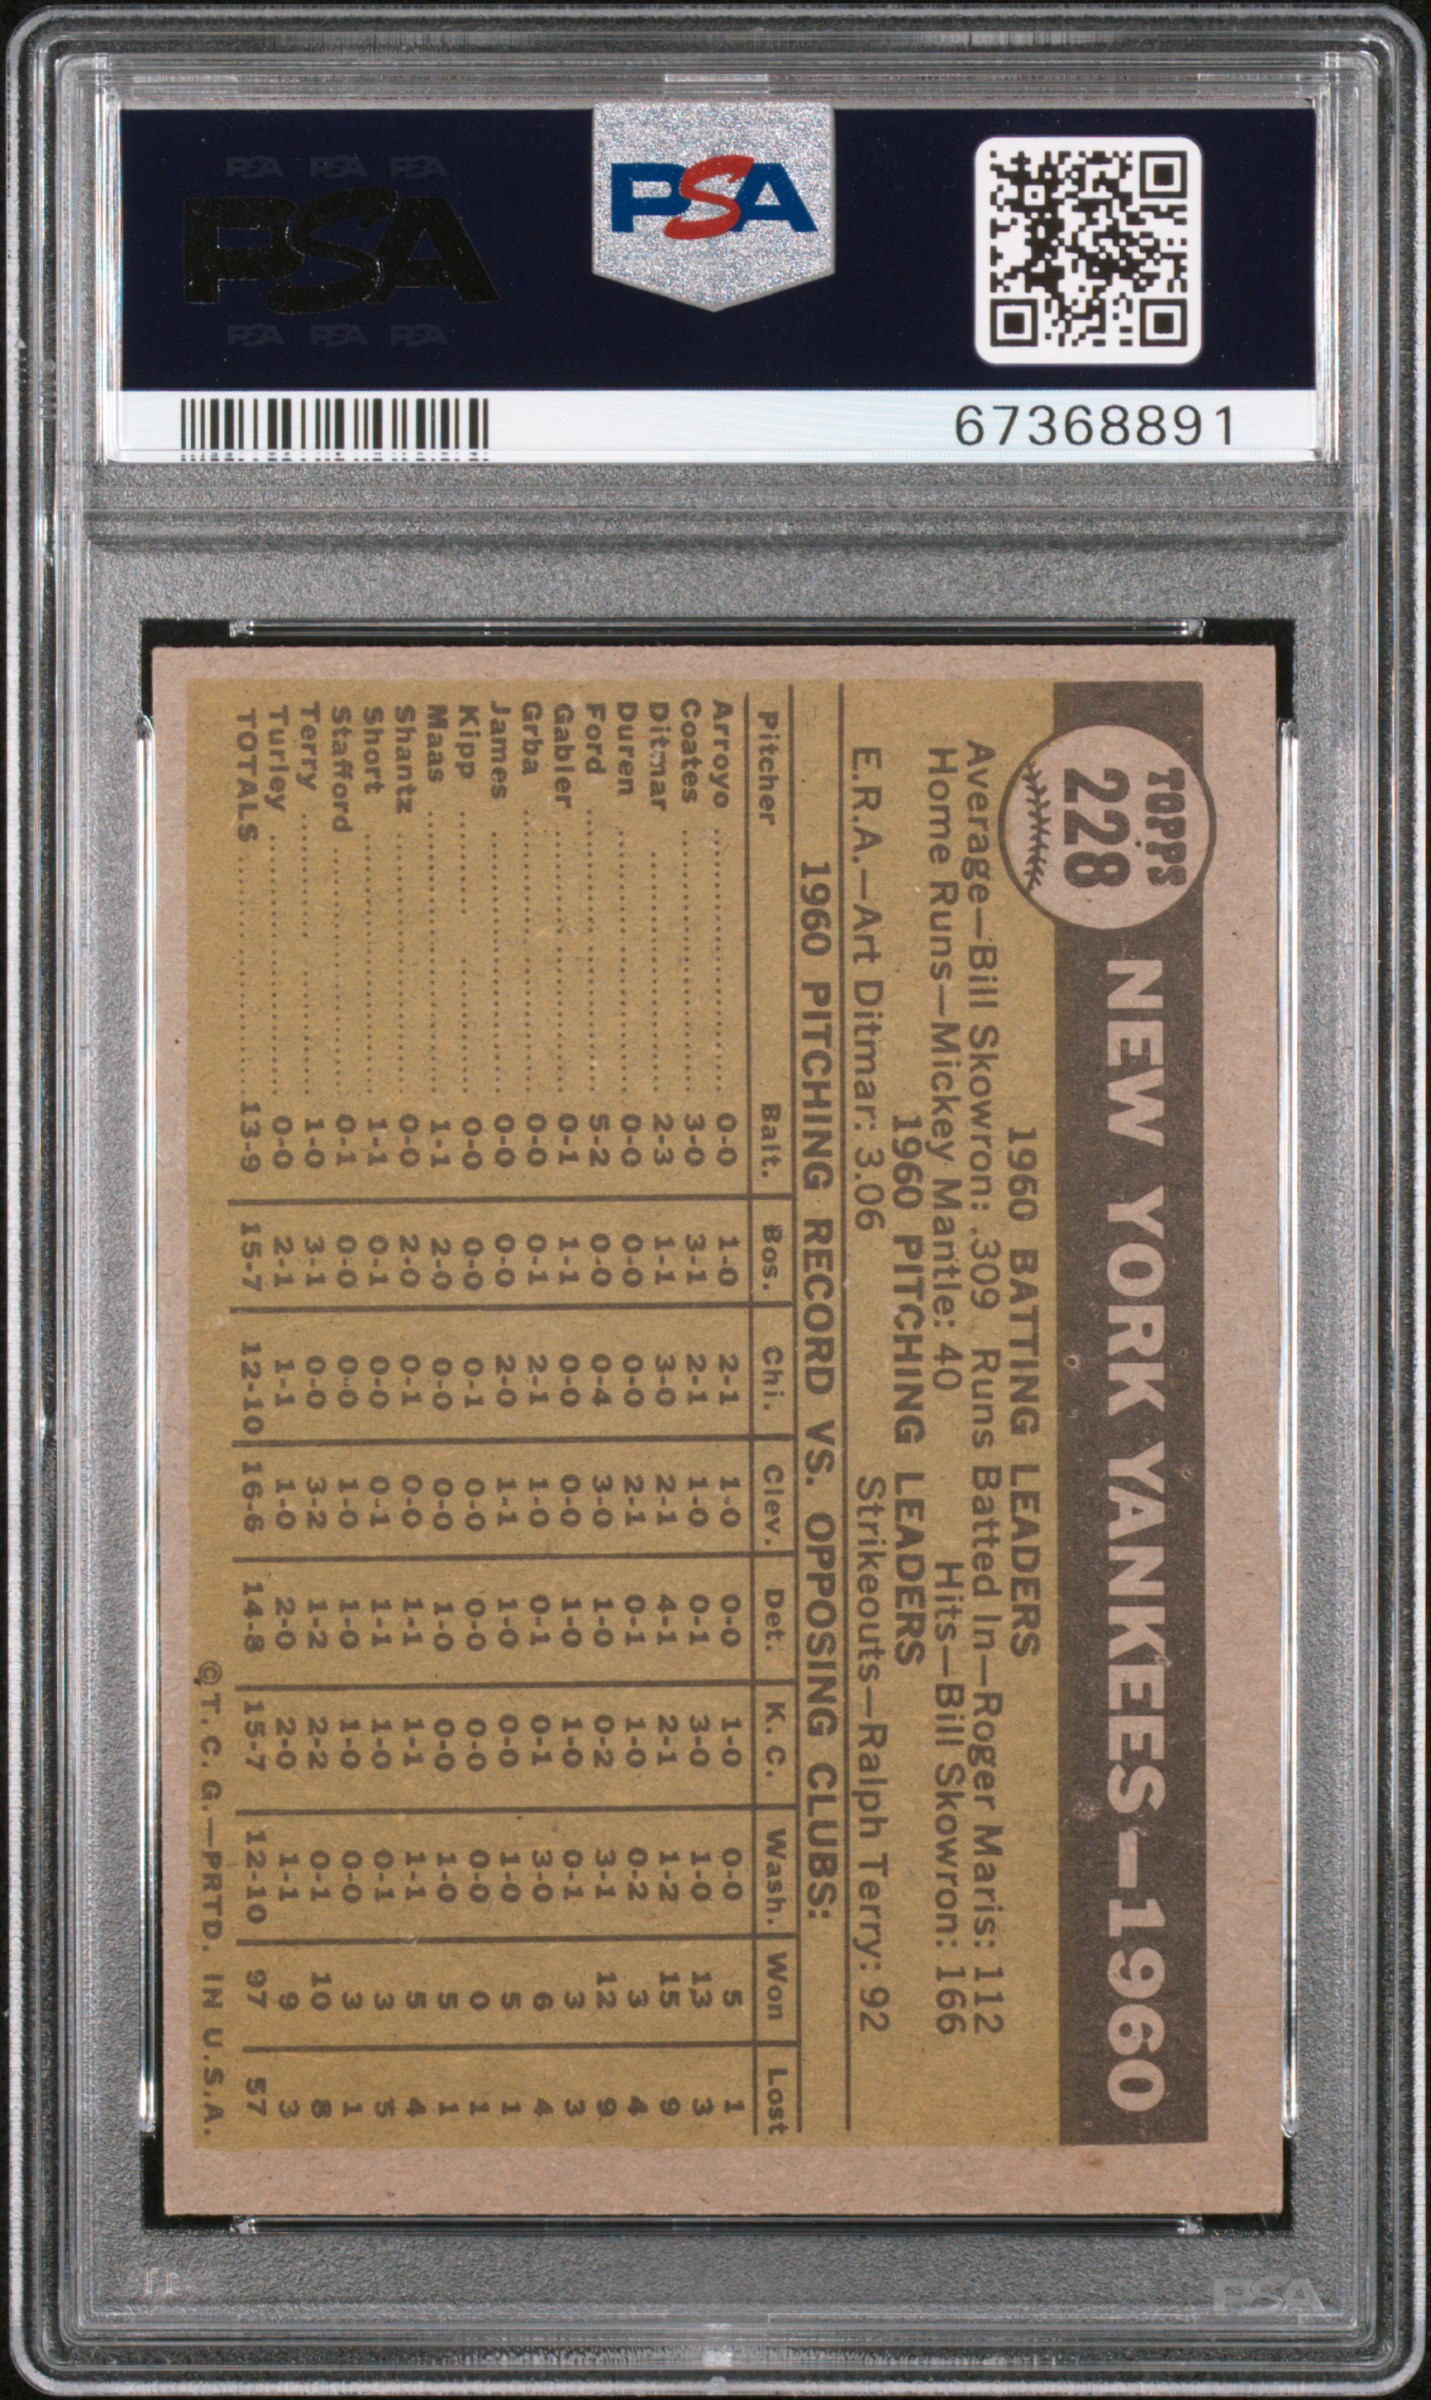 PSA PSA PSA
PSA
PSA PSA PSA
PSA
67368891
TOPPS
228
NEW YORK YANKEES—1960
1960 BATTING LEADERS
Average—Bill Skowron: .309 Runs Batted In—Roger Maris: 112
Home Runs—Mickey Mantle: 40 Hits—Bill Skowron: 166
1960 PITCHING LEADERS
E.R.A.—Art Ditmar: 3.06 Strikeouts—Ralph Terry: 92
1960 PITCHING RECORD VS. OPPOSING CLUBS:
Pitcher Balt. Bos. Chi. Clev. Det. K.C. Wash. Won Lost
Arroyo 0-0 1-0 2-1 1-0 0-0 1-0 0-0 5 1
Coates 3-0 3-1 2-1 1-0 0-1 3-0 1-0 13 3
Ditmar 2-3 1-1 3-0 2-1 4-1 2-1 1-2 15 9
Duren 0-0 0-0 0-0 2-1 0-1 1-0 0-2 3 4
Ford 5-2 0-0 0-4 3-0 1-0 0-2 3-1 12 9
Gabler 0-1 1-1 0-0 0-0 1-0 1-0 0-1 3 3
Grba 0-0 0-1 2-1 1-0 0-1 0-1 3-0 6 4
James 0-0 0-0 2-0 1-1 1-0 0-0 1-0 5 1
Kipp 0-0 0-0 0-1 0-0 0-0 0-0 0-0 0 1
Maas 1-1 2-0 0-0 0-0 1-0 0-0 1-0 5 1
Shantz 0-0 2-0 0-1 0-0 1-1 1-1 1-1 5 4
Short 1-1 0-1 0-0 0-1 1-1 1-0 0-1 3 5
Stafford 0-1 0-0 0-0 1-0 1-0 1-0 0-0 3 1
Terry 1-0 3-1 0-0 3-2 1-2 2-2 0-1 10 8
Turley 0-0 2-1 1-1 1-0 2-0 2-0 1-1 9 3
TOTALS 13-9 15-7 12-10 16-6 14-8 15-7 12-10 97 57
©T.C.G.—PRTD. IN U.S.A.
PSA